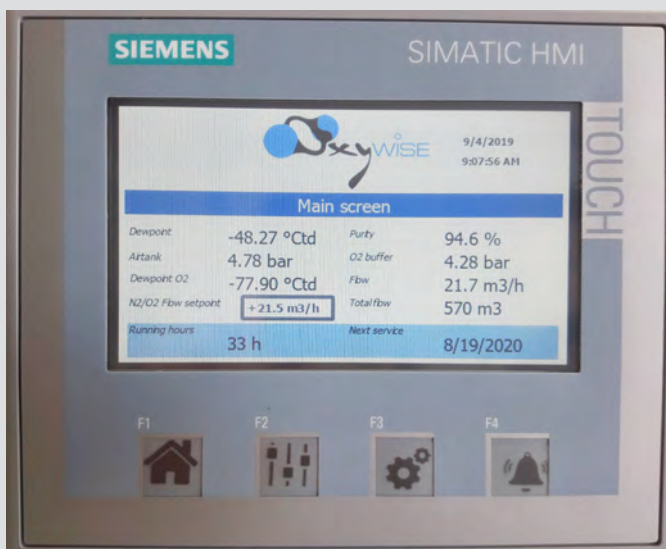 SIEMENS
SIMATIC HMI
TOUCH
OxyWISE
9/4/2019
9:07:56 AM
Main screen
Dewpoint -48.27 °Ctd Purity 94.6 %
Airtank 4.78 bar O2 buffer 4.28 bar
Dewpoint O2 -77.90 °Ctd Flow 21.7 m3/h
N2/O2 Flow setpoint +21.5 m3/h Total flow 570 m3
Running hours 33 h Next service 8/19/2020
F1 F2 F3 F4